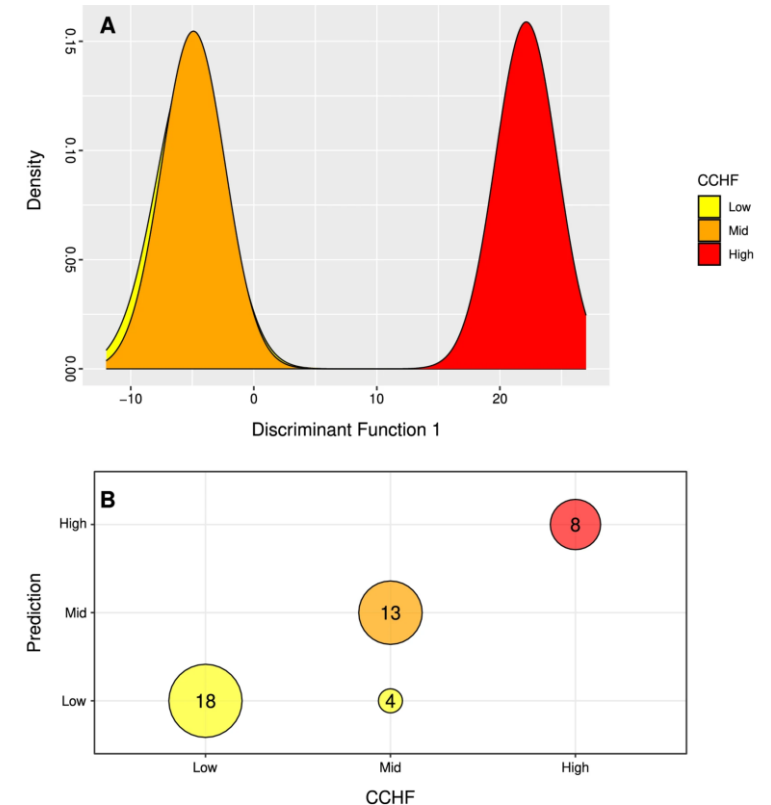 A
0.15
0.10
0.05
0.00
Density
−10 0 10 20
Discriminant Function 1
CCHF
Low
Mid
High
B
High
Mid
Low
Prediction
8
13
18 4
Low Mid High
CCHF